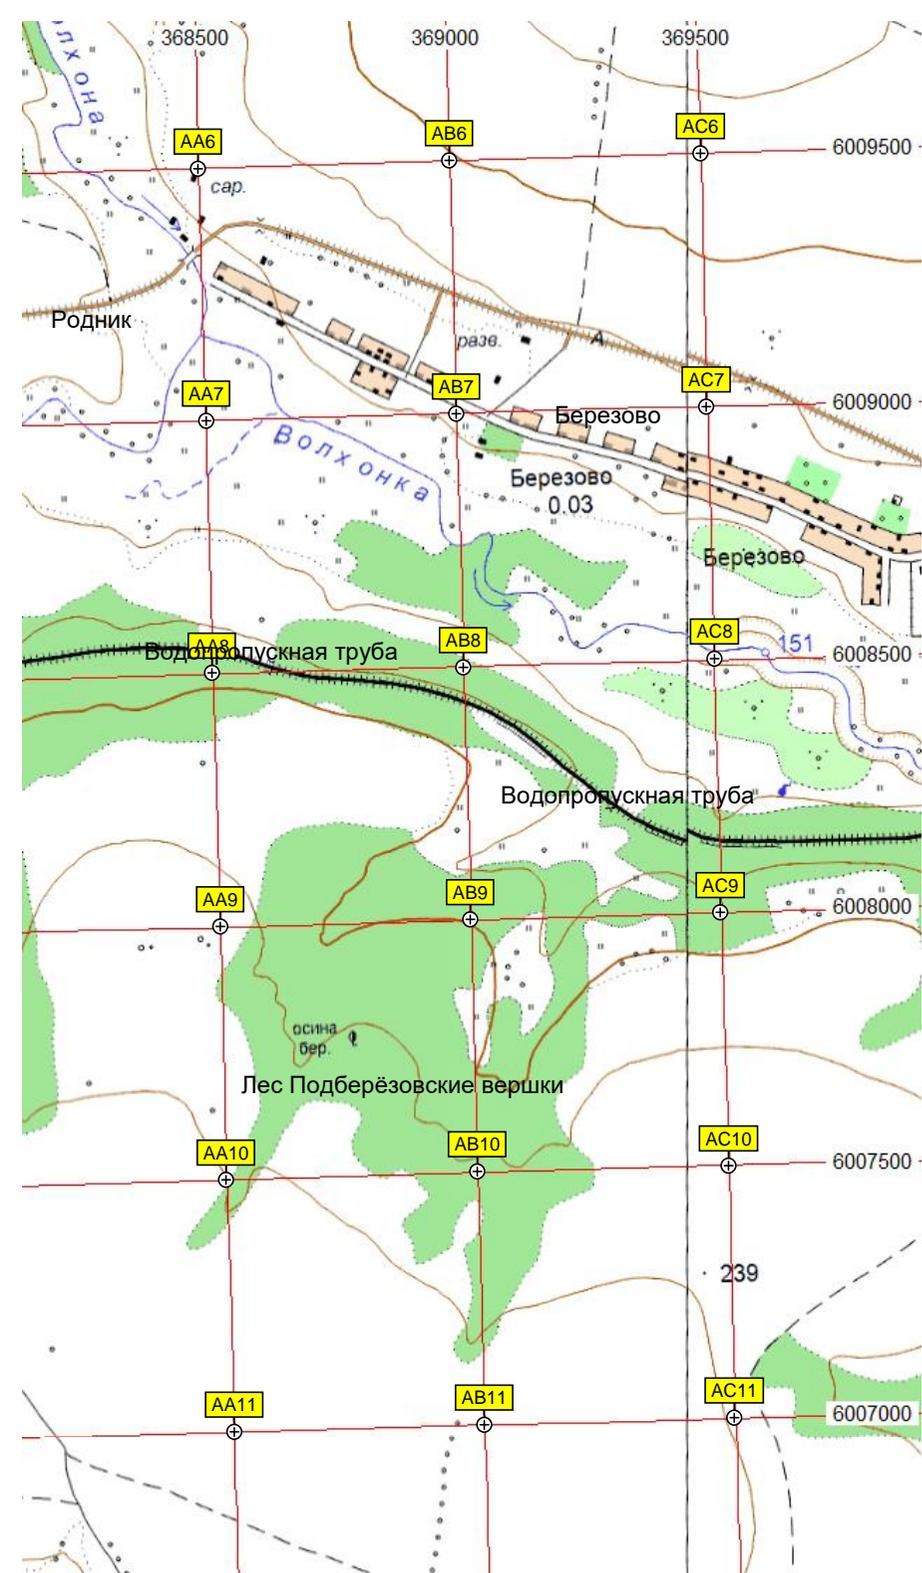 368500 369000 369500
Волхона
AA6 AB6 AC6
6009500
сар.
Родник
разв.
А
AA7 AB7 AC7
6009000
Березово
Волхонка
Березово
0.03
Березово
AA8 AB8 AC8
151
6008500
Водопропускная труба
Водопропускная труба
AA9 AB9 AC9
6008000
осина
бер.
Лес Подберёзовские вершки
AA10 AB10 AC10
6007500
239
AA11 AB11 AC11
6007000